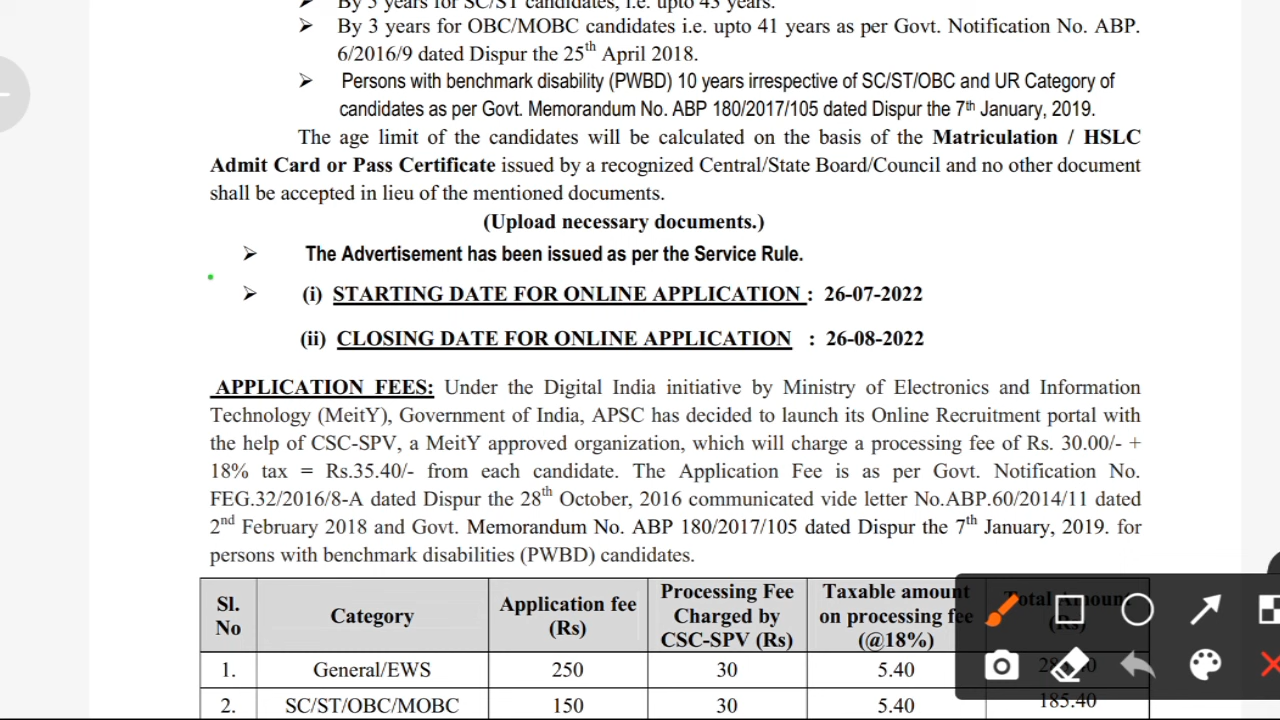 By 5 years for SC/ST candidates, i.e. upto 43 years.
By 3 years for OBC/MOBC candidates i.e. upto 41 years as per Govt. Notification No. ABP.
6/2016/9 dated Dispur the 25th April 2018.
Persons with benchmark disability (PWBD) 10 years irrespective of SC/ST/OBC and UR Category of
candidates as per Govt. Memorandum No. ABP 180/2017/105 dated Dispur the 7th January, 2019.
The age limit of the candidates will be calculated on the basis of the Matriculation / HSLC
Admit Card or Pass Certificate issued by a recognized Central/State Board/Council and no other document
shall be accepted in lieu of the mentioned documents.
(Upload necessary documents.)
The Advertisement has been issued as per the Service Rule.
(i) STARTING DATE FOR ONLINE APPLICATION : 26-07-2022
(ii) CLOSING DATE FOR ONLINE APPLICATION : 26-08-2022
APPLICATION FEES: Under the Digital India initiative by Ministry of Electronics and Information
Technology (MeitY), Government of India, APSC has decided to launch its Online Recruitment portal with
the help of CSC-SPV, a MeitY approved organization, which will charge a processing fee of Rs. 30.00/- +
18% tax = Rs.35.40/- from each candidate. The Application Fee is as per Govt. Notification No.
FEG.32/2016/8-A dated Dispur the 28th October, 2016 communicated vide letter No.ABP.60/2014/11 dated
2nd February 2018 and Govt. Memorandum No. ABP 180/2017/105 dated Dispur the 7th January, 2019. for
persons with benchmark disabilities (PWBD) candidates.
Sl. No Category Application fee (Rs) Processing Fee Charged by CSC-SPV (Rs) Taxable amount on processing fee (@18%) Total Amount (Rs)
1. General/EWS 250 30 5.40
2. SC/ST/OBC/MOBC 150 30 5.40 185.40